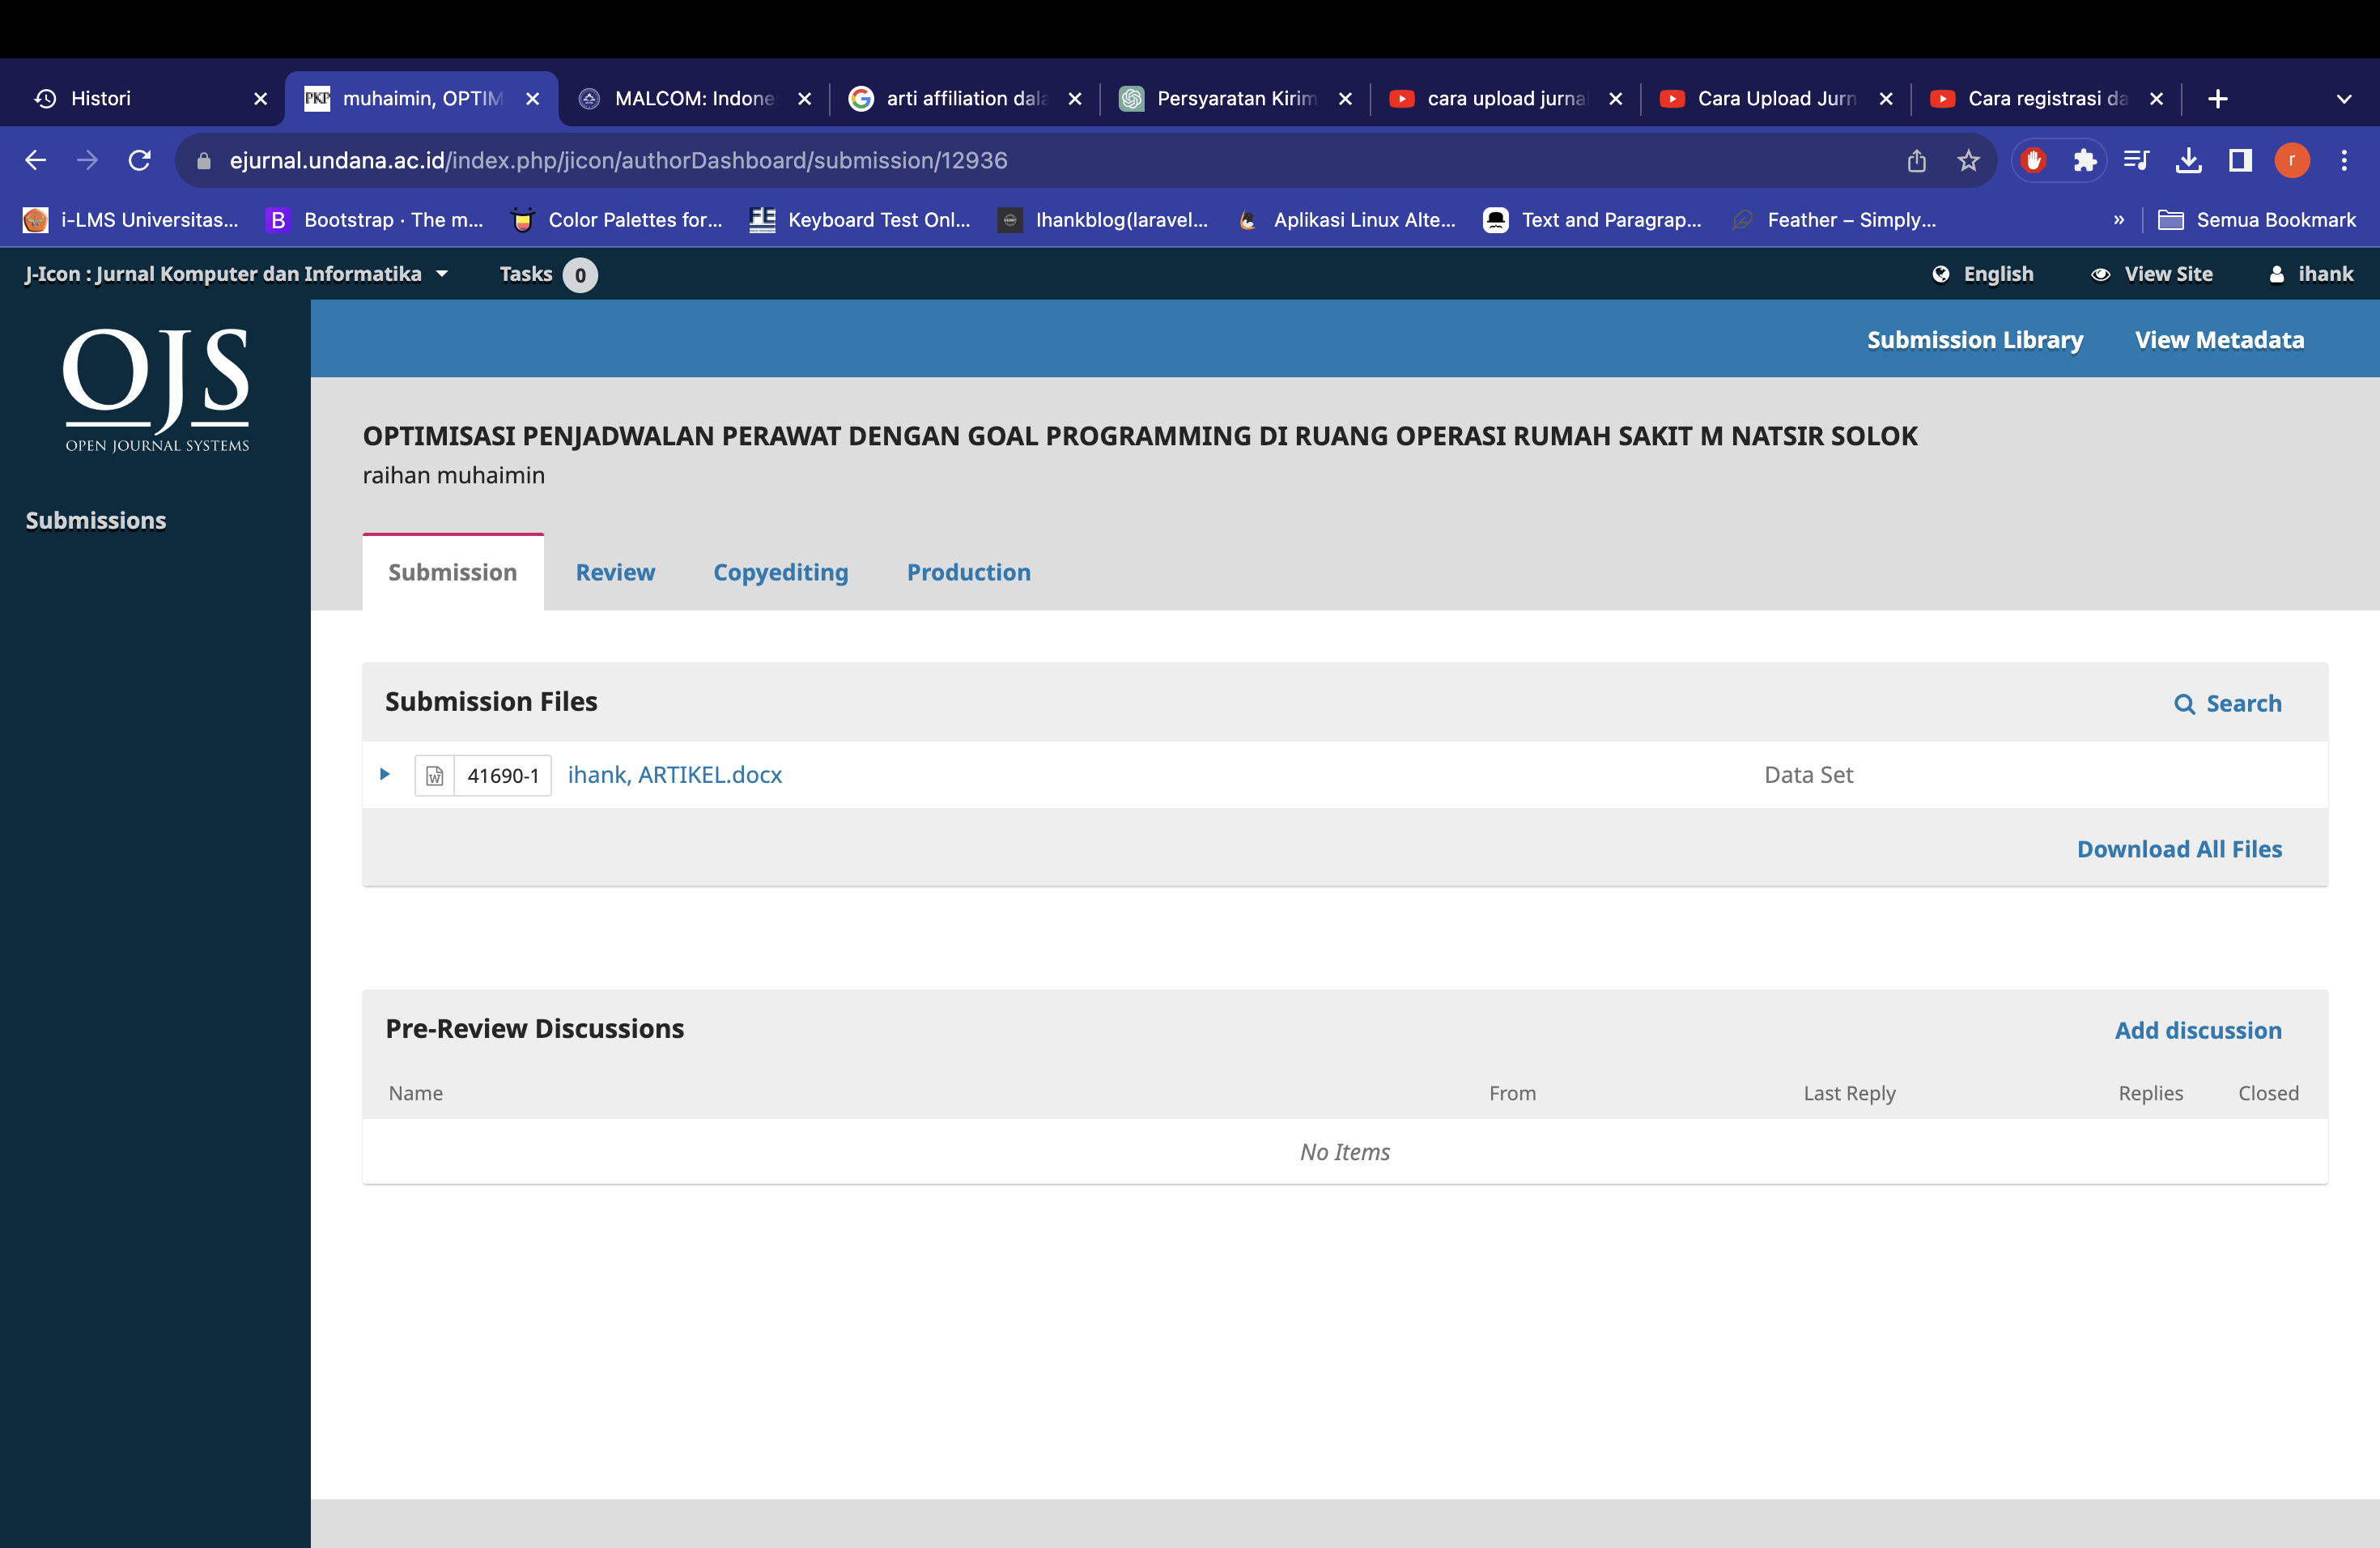 Histori
muhaimin, OPTIM
MALCOM: Indone
arti affiliation dala
Persyaratan Kirim
cara upload jurna
Cara Upload Jurn
Cara registrasi da
ejurnal.undana.ac.id/index.php/jicon/authorDashboard/submission/12936
r
i-LMS Universitas...
B Bootstrap · The m...
Color Palettes for...
Keyboard Test Onl...
Ihankblog(laravel...
Aplikasi Linux Alte...
Text and Paragrap...
Feather – Simply...
»
Semua Bookmark
J-Icon : Jurnal Komputer dan Informatika
Tasks 0
English
View Site
ihank
OJS
OPEN JOURNAL SYSTEMS
Submissions
Submission Library
View Metadata
OPTIMISASI PENJADWALAN PERAWAT DENGAN GOAL PROGRAMMING DI RUANG OPERASI RUMAH SAKIT M NATSIR SOLOK
raihan muhaimin
Submission Review Copyediting Production
Submission Files
Search
41690-1 ihank, ARTIKEL.docx Data Set
Download All Files
Pre-Review Discussions
Add discussion
Name From Last Reply Replies Closed
No Items